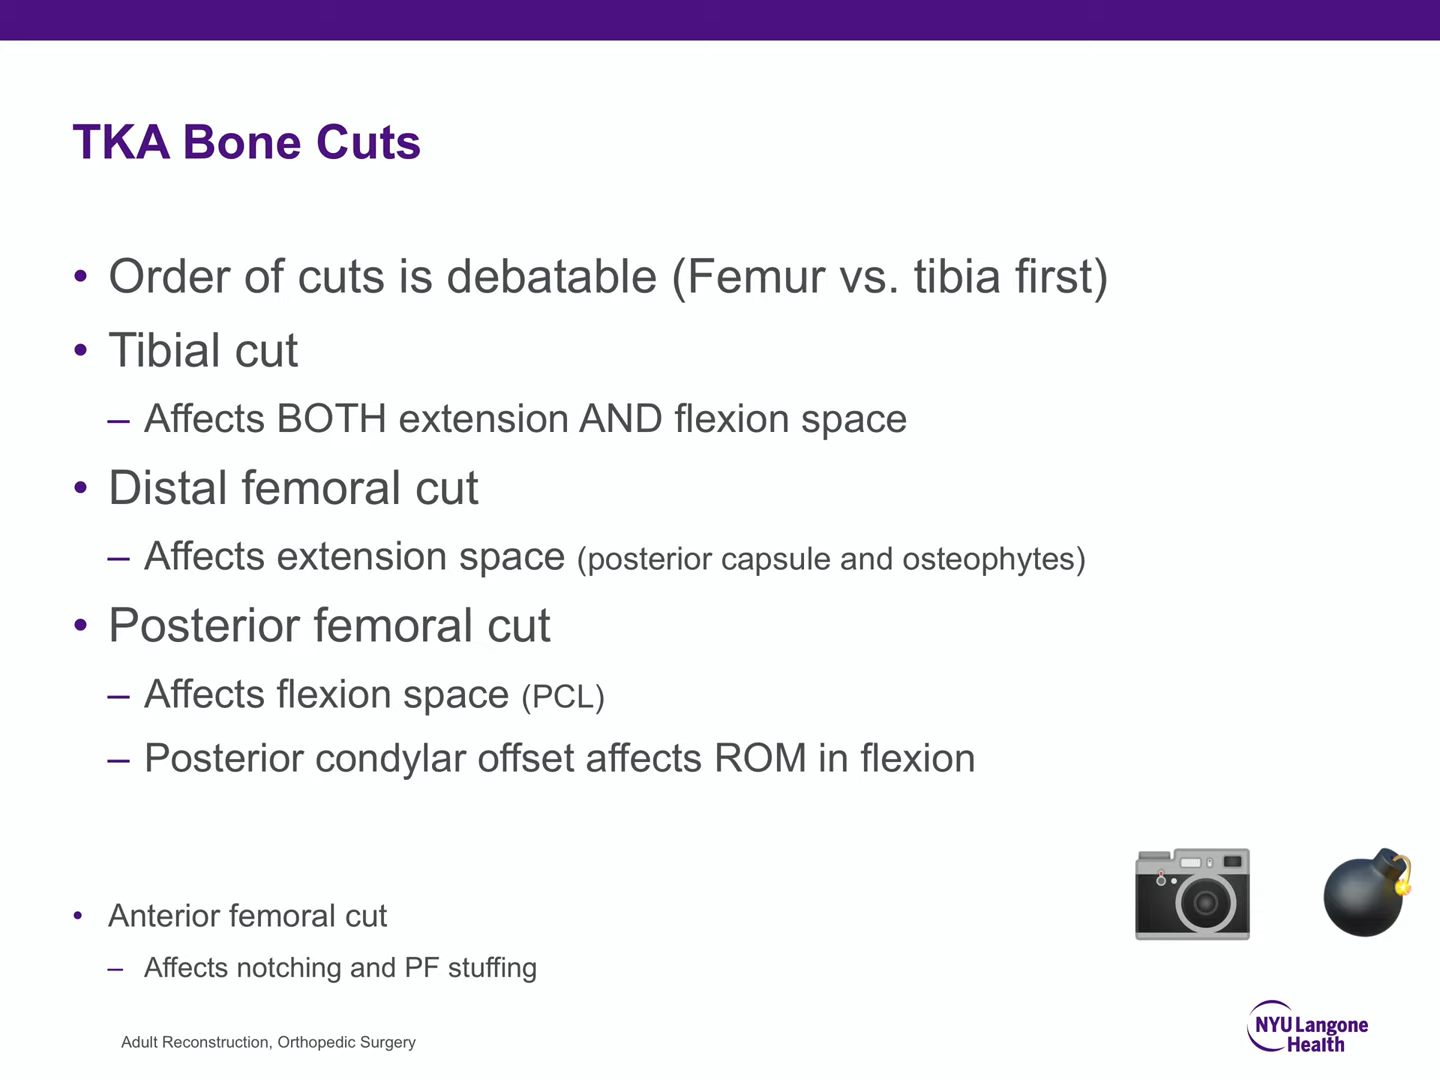 TKA Bone Cuts
• Order of cuts is debatable (Femur vs. tibia first)
• Tibial cut
– Affects BOTH extension AND flexion space
• Distal femoral cut
– Affects extension space (posterior capsule and osteophytes)
• Posterior femoral cut
– Affects flexion space (PCL)
– Posterior condylar offset affects ROM in flexion
• Anterior femoral cut
– Affects notching and PF stuffing
Adult Reconstruction, Orthopedic Surgery
NYU Langone
Health